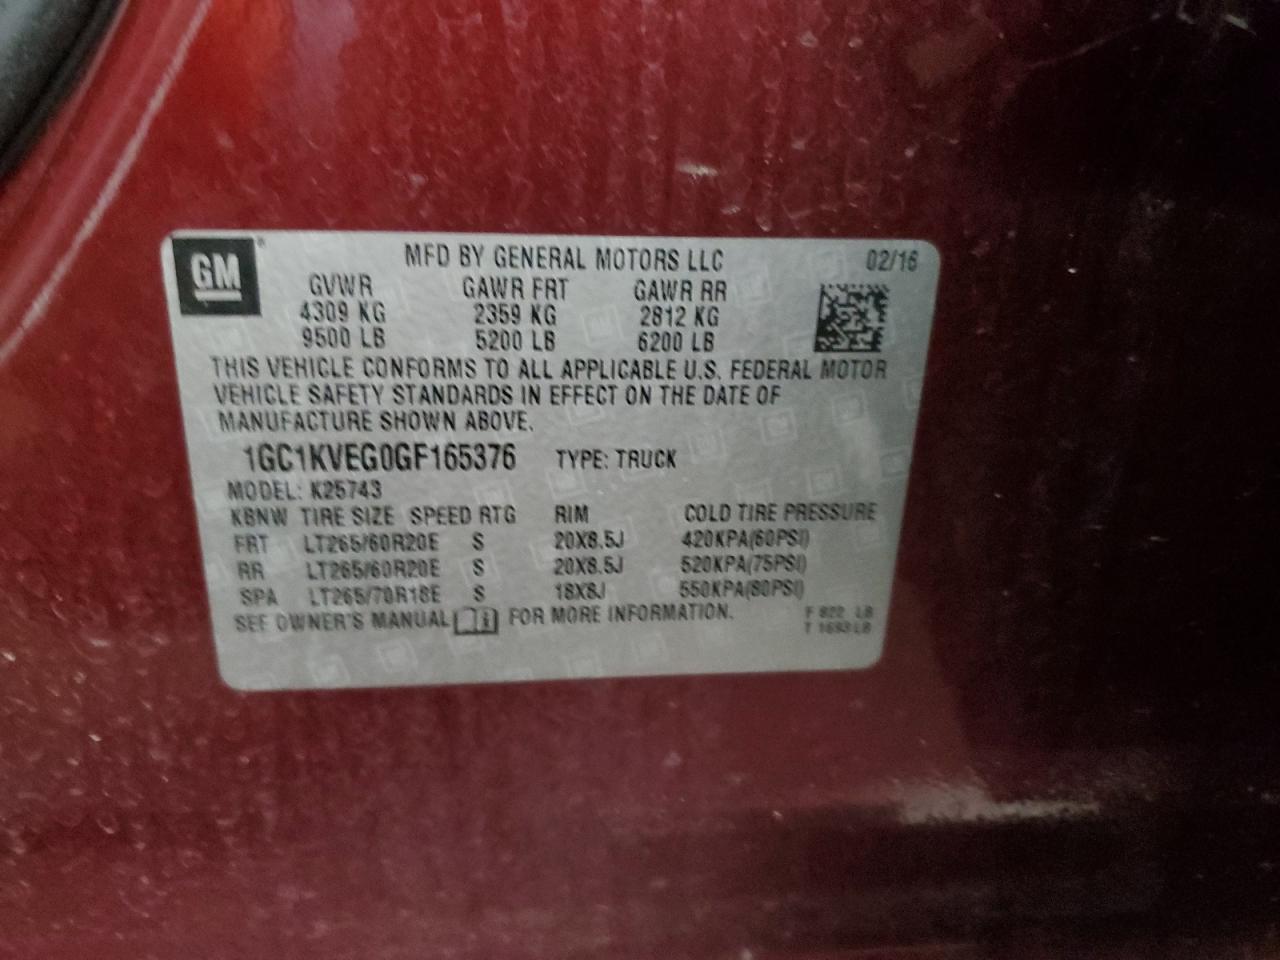 GM
MFD BY GENERAL MOTORS LLC 02/16
GVWR GAWR FRT GAWR RR
4309 KG 2359 KG 2812 KG
9500 LB 5200 LB 6200 LB
THIS VEHICLE CONFORMS TO ALL APPLICABLE U.S. FEDERAL MOTOR
VEHICLE SAFETY STANDARDS IN EFFECT ON THE DATE OF
MANUFACTURE SHOWN ABOVE.
1GC1KVEG0GF165376 TYPE: TRUCK
MODEL: K25743
KBNW TIRE SIZE SPEED RTG RIM COLD TIRE PRESSURE
FRT LT265/60R20E S 20X8.5J 420KPA(60PSI)
RR LT265/60R20E S 20X8.5J 520KPA(75PSI)
SPA LT265/70R18E S 18X8J 550KPA(80PSI)
SEE OWNER'S MANUAL FOR MORE INFORMATION.
F 822 LB
T 1693 LB